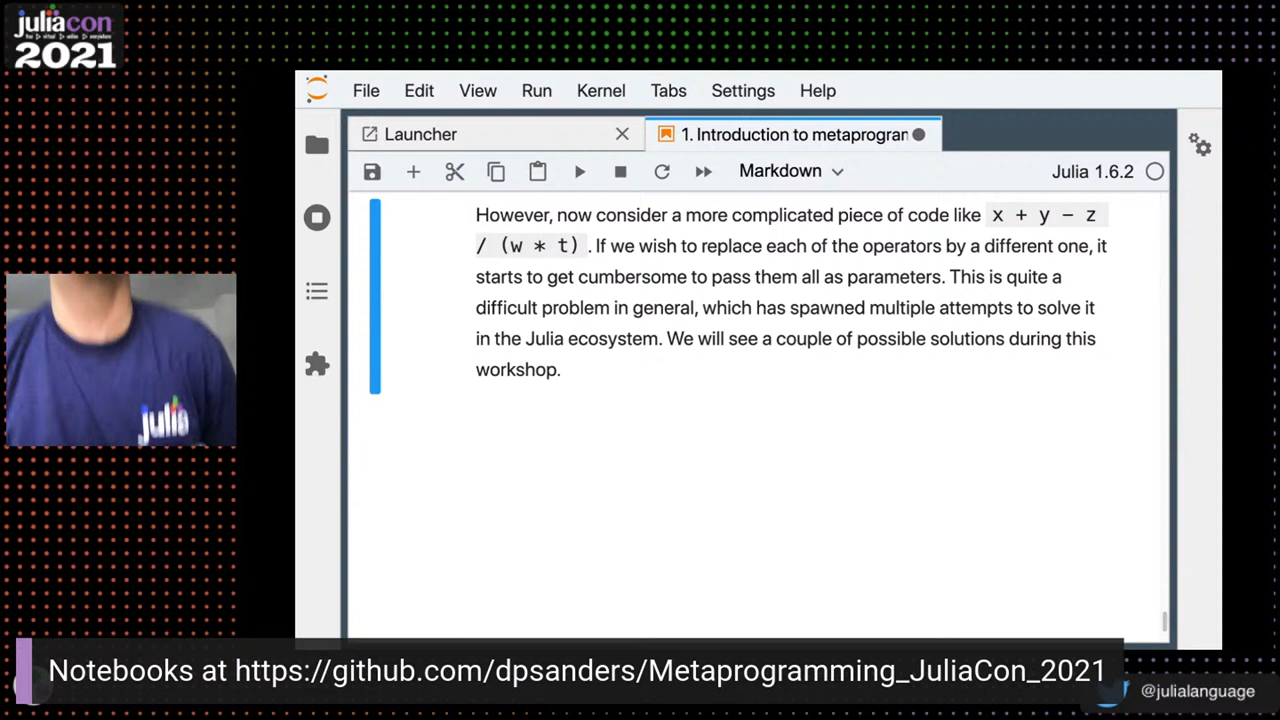 juliacon
2021
File Edit View Run Kernel Tabs Settings Help
Launcher
1. Introduction to metaprogran
Markdown
Julia 1.6.2
However, now consider a more complicated piece of code like x + y - z
/ (w * t) . If we wish to replace each of the operators by a different one, it
starts to get cumbersome to pass them all as parameters. This is quite a
difficult problem in general, which has spawned multiple attempts to solve it
in the Julia ecosystem. We will see a couple of possible solutions during this
workshop.
julia
Notebooks at https://github.com/dpsanders/Metaprogramming_JuliaCon_2021
@julialanguage